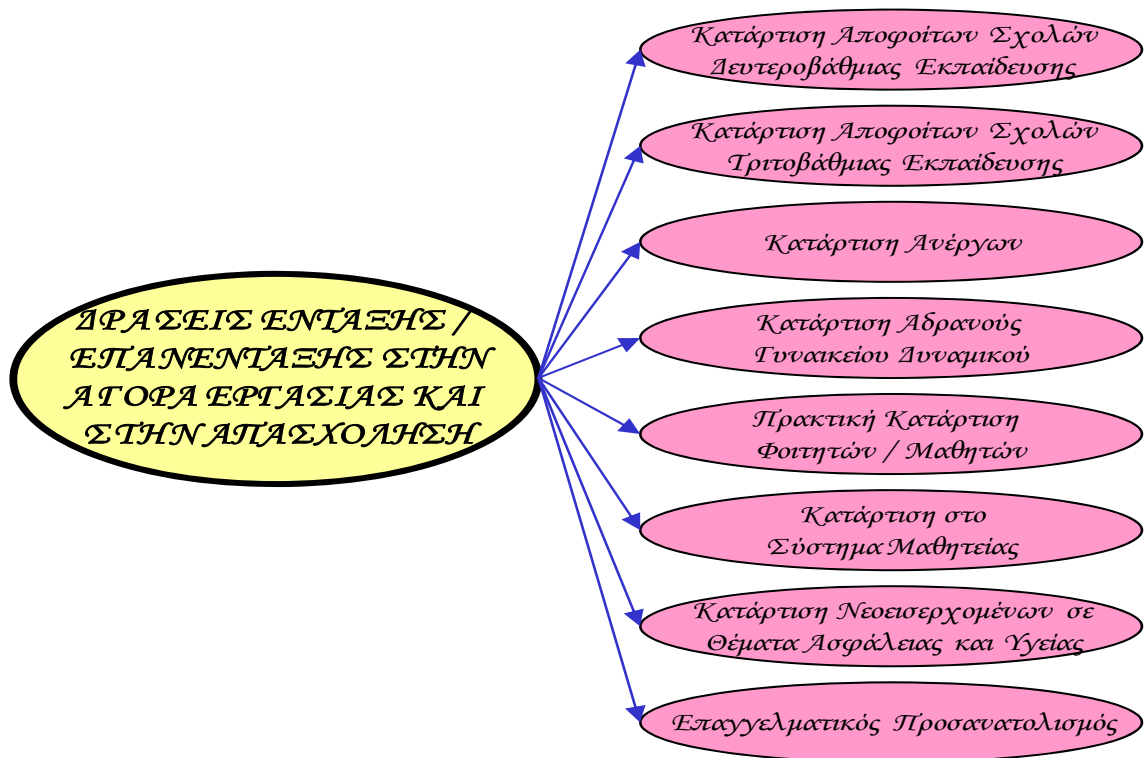 ΔΡΑΣΕΙΣ ΕΝΤΑΞΗΣ /
ΕΠΑΝΕΝΤΑΞΗΣ ΣΤΗΝ
ΑΓΟΡΑ ΕΡΓΑΣΙΑΣ ΚΑΙ
ΣΤΗΝ ΑΠΑΣΧΟΛΗΣΗ
Κατάρτιση Αποφοίτων Σχολών
Δευτεροβάθμιας Εκπαίδευσης
Κατάρτιση Αποφοίτων Σχολών
Τριτοβάθμιας Εκπαίδευσης
Κατάρτιση Ανέργων
Κατάρτιση Αδρανούς
Γυναικείου Δυναμικού
Πρακτική Κατάρτιση
Φοιτητών / Μαθητών
Κατάρτιση στο
Σύστημα Μαθητείας
Κατάρτιση Νεοεισερχομένων σε
Θέματα Ασφάλειας και Υγείας
Επαγγελματικός Προσανατολισμός